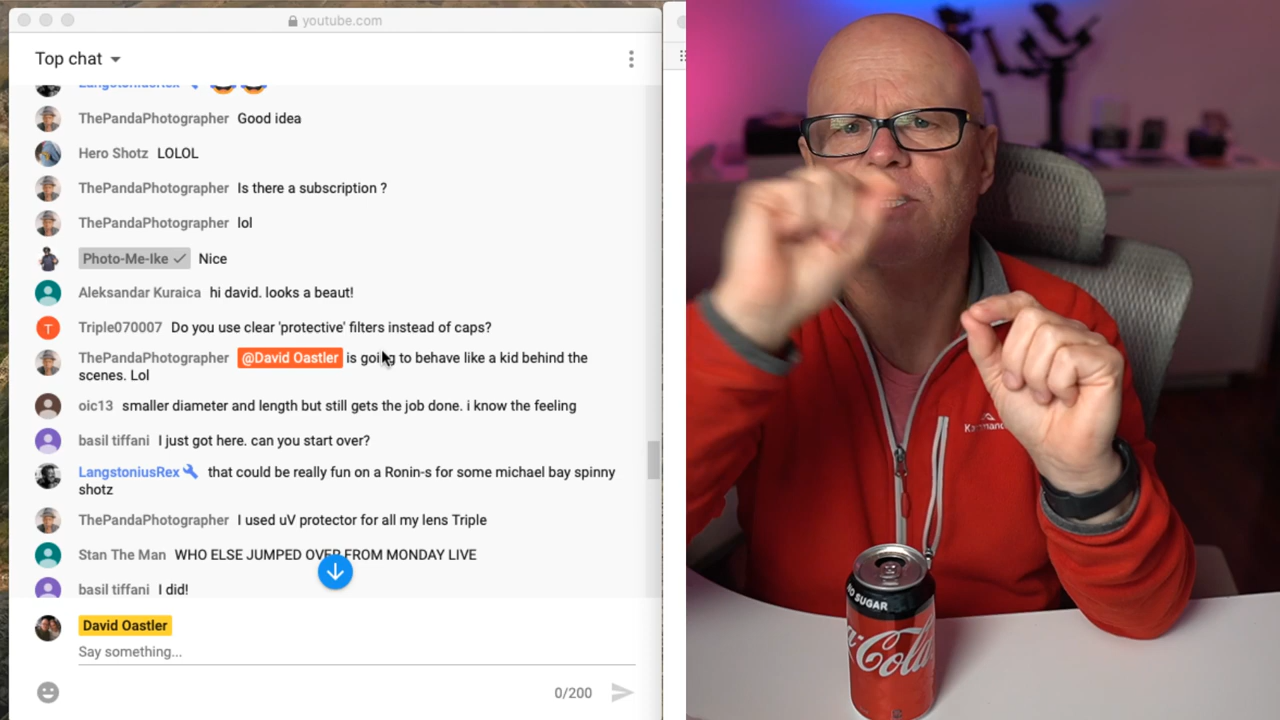 youtube.com
Top chat
LangstoniusRex
ThePandaPhotographer Good idea
Hero Shotz LOLOL
ThePandaPhotographer Is there a subscription ?
ThePandaPhotographer lol
Photo-Me-Ike Nice
Aleksandar Kuraica hi david. looks a beaut!
T Triple070007 Do you use clear 'protective' filters instead of caps?
ThePandaPhotographer @David Oastler is going to behave like a kid behind the
scenes. Lol
oic13 smaller diameter and length but still gets the job done. i know the feeling
basil tiffani I just got here. can you start over?
LangstoniusRex that could be really fun on a Ronin-s for some michael bay spinny
shotz
ThePandaPhotographer I used uV protector for all my lens Triple
Stan The Man WHO ELSE JUMPED OVER FROM MONDAY LIVE
basil tiffani I did!
David Oastler
Say something...
0/200
NO SUGAR